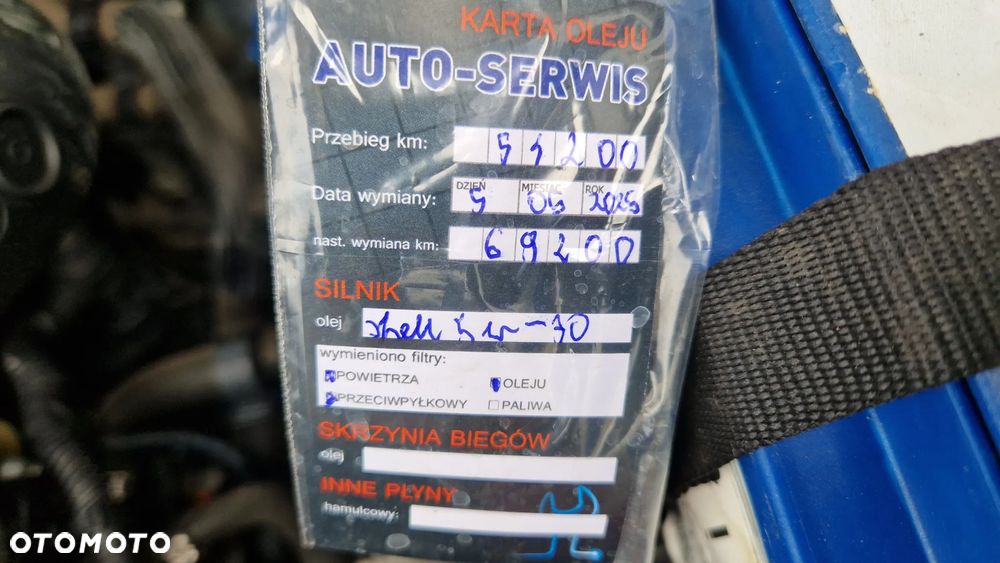 KARTA OLEJU
AUTO-SERWIS
Przebieg km: 51200
DZIEŃ MIESIĄC ROK
Data wymiany: 5 05 2025
nast. wymiana km: 69200
SILNIK
olej shell 5w-30
wymieniono filtry:
POWIETRZA OLEJU
PRZECIWPYŁKOWY PALIWA
SKRZYNIA BIEGÓW
olej
INNE PŁYNY
hamulcowy:
OTOMOTO